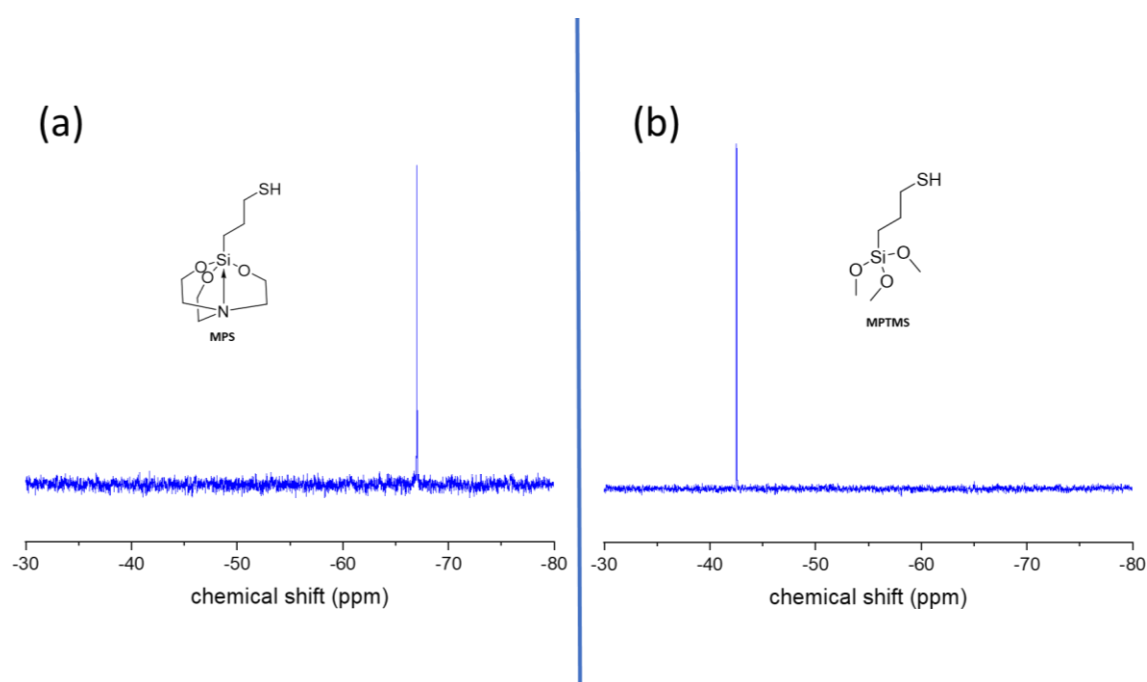 (a)
SH
Si
O
O
O
N
MPS
-30 -40 -50 -60 -70 -80
chemical shift (ppm)
(b)
SH
Si
O
O
O
MPTMS
-30 -40 -50 -60 -70 -80
chemical shift (ppm)